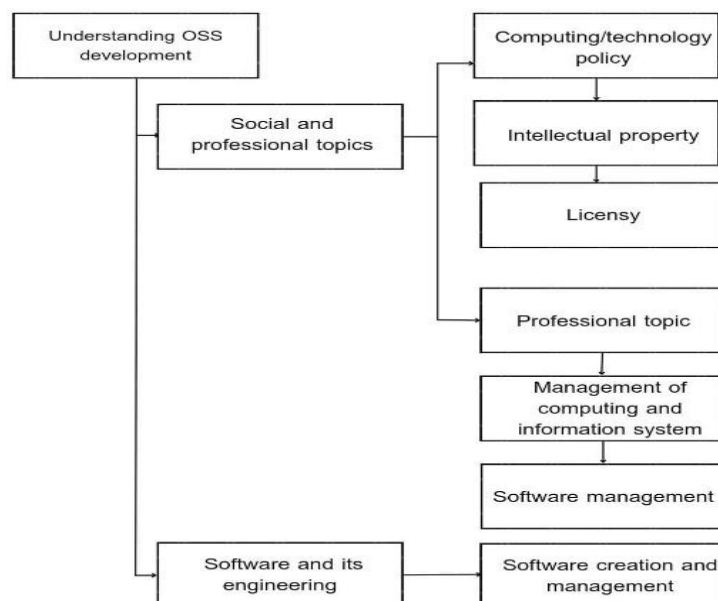 Understanding OSS
development
Computing/technology
policy
Social and
professional topics
Intellectual property
Licensy
Professional topic
Management of
computing and
information system
Software management
Software and its
engineering
Software creation and
management